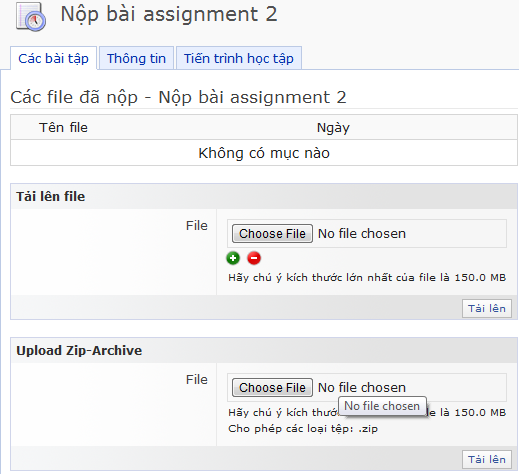 Nộp bài assignment 2
Các bài tập Thông tin Tiến trình học tập
Các file đã nộp - Nộp bài assignment 2
Tên file Ngày
Không có mục nào
Tải lên file
File Choose File No file chosen
Hãy chú ý kích thước lớn nhất của file là 150.0 MB
Tải lên
Upload Zip-Archive
File Choose File No file chosen
No file chosen
Hãy chú ý kích thướ le là 150.0 MB
Cho phép các loại tệp: .zip
Tải lên